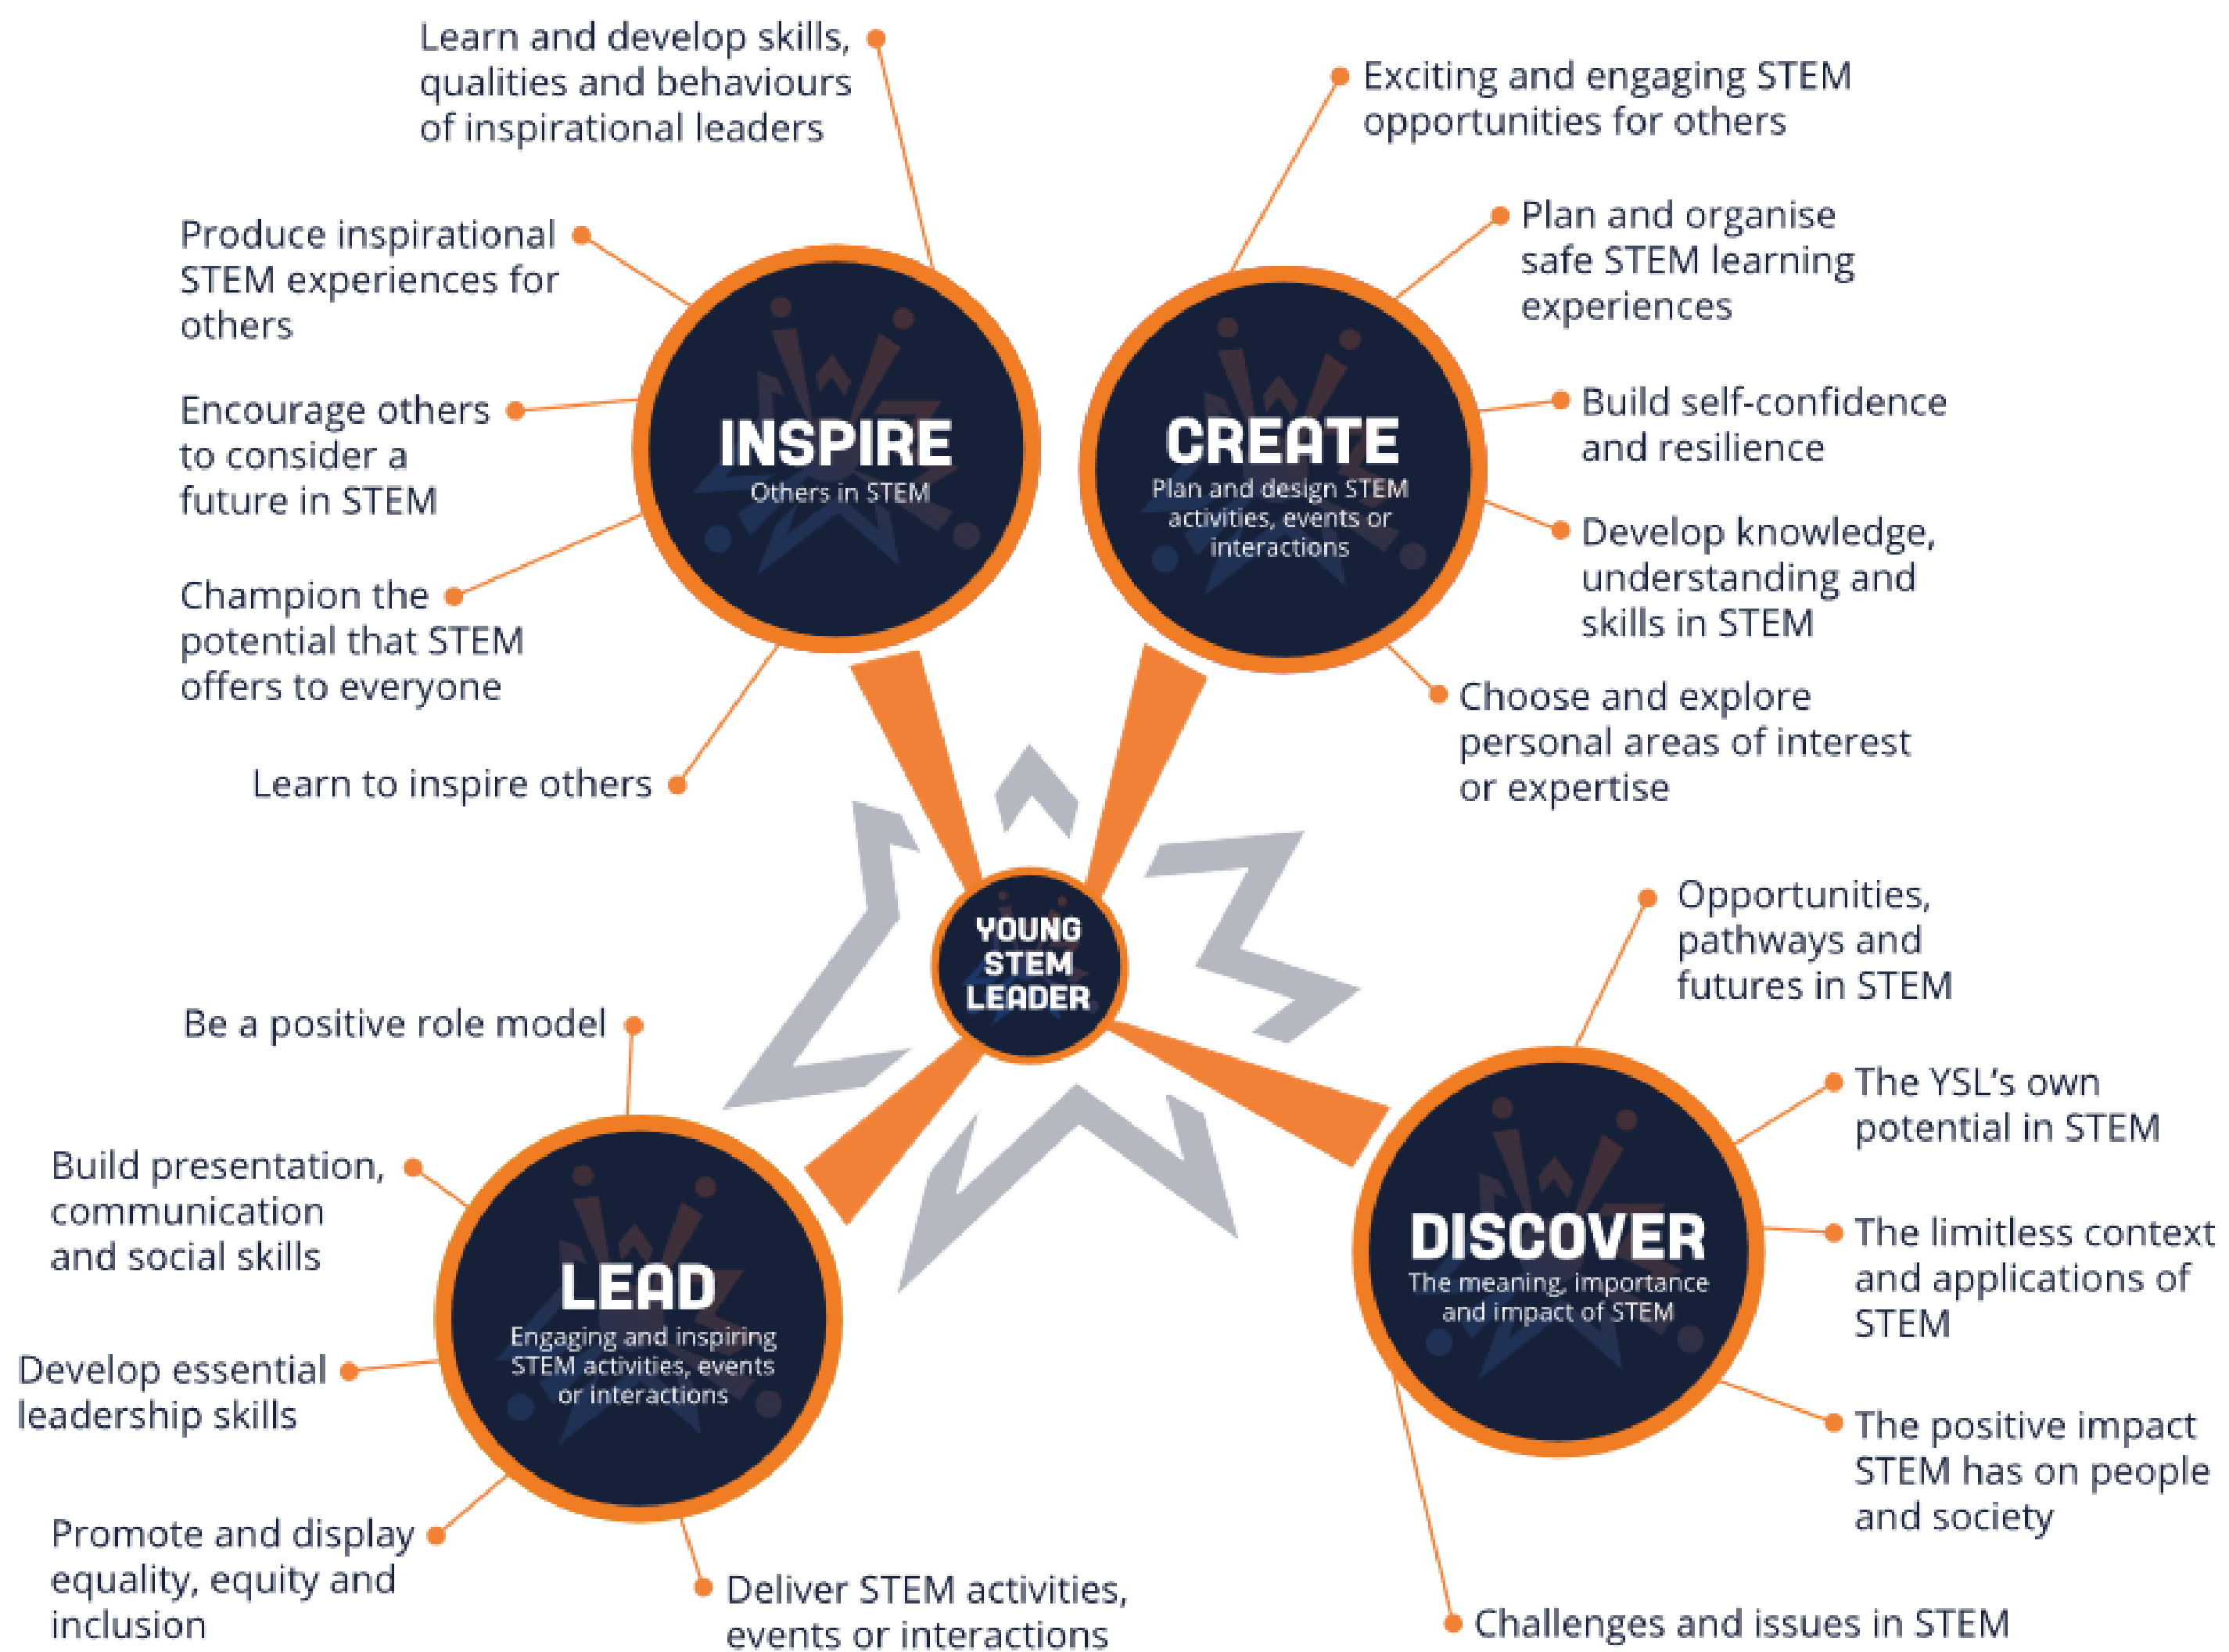 Learn and develop skills,
qualities and behaviours
of inspirational leaders
Produce inspirational
STEM experiences for
others
Encourage others
to consider a
future in STEM
Champion the
potential that STEM
offers to everyone
Learn to inspire others
INSPIRE
Others in STEM
Exciting and engaging STEM
opportunities for others
Plan and organise
safe STEM learning
experiences
Build self-confidence
and resilience
Develop knowledge,
understanding and
skills in STEM
Choose and explore
personal areas of interest
or expertise
CREATE
Plan and design STEM
activities, events or
interactions
YOUNG
STEM
LEADER
Be a positive role model
Build presentation,
communication
and social skills
Develop essential
leadership skills
Promote and display
equality, equity and
inclusion
Deliver STEM activities,
events or interactions
LEAD
Engaging and inspiring
STEM activities, events
or interactions
Opportunities,
pathways and
futures in STEM
The YSL’s own
potential in STEM
The limitless context
and applications of
STEM
The positive impact
STEM has on people
and society
Challenges and issues in STEM
DISCOVER
The meaning, importance
and impact of STEM